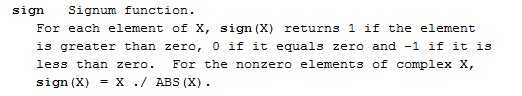 sign   Signum function.
For each element of X, sign(X) returns 1 if the element
is greater than zero, 0 if it equals zero and -1 if it is
less than zero.  For the nonzero elements of complex X,
sign(X) = X ./ ABS(X).